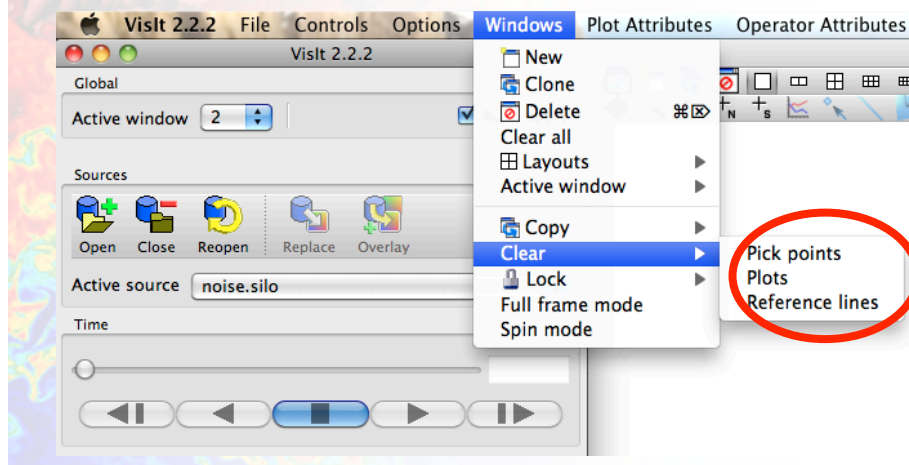 VisIt 2.2.2 File Controls Options Windows Plot Attributes Operator Attributes
VisIt 2.2.2
Global
Active window 2
Sources
Open Close Reopen Replace Overlay
Active source noise.silo
Time
New
Clone
Delete ⌘⌦
Clear all
Layouts
Active window
Copy
Clear
Lock
Full frame mode
Spin mode
Pick points
Plots
Reference lines
N S